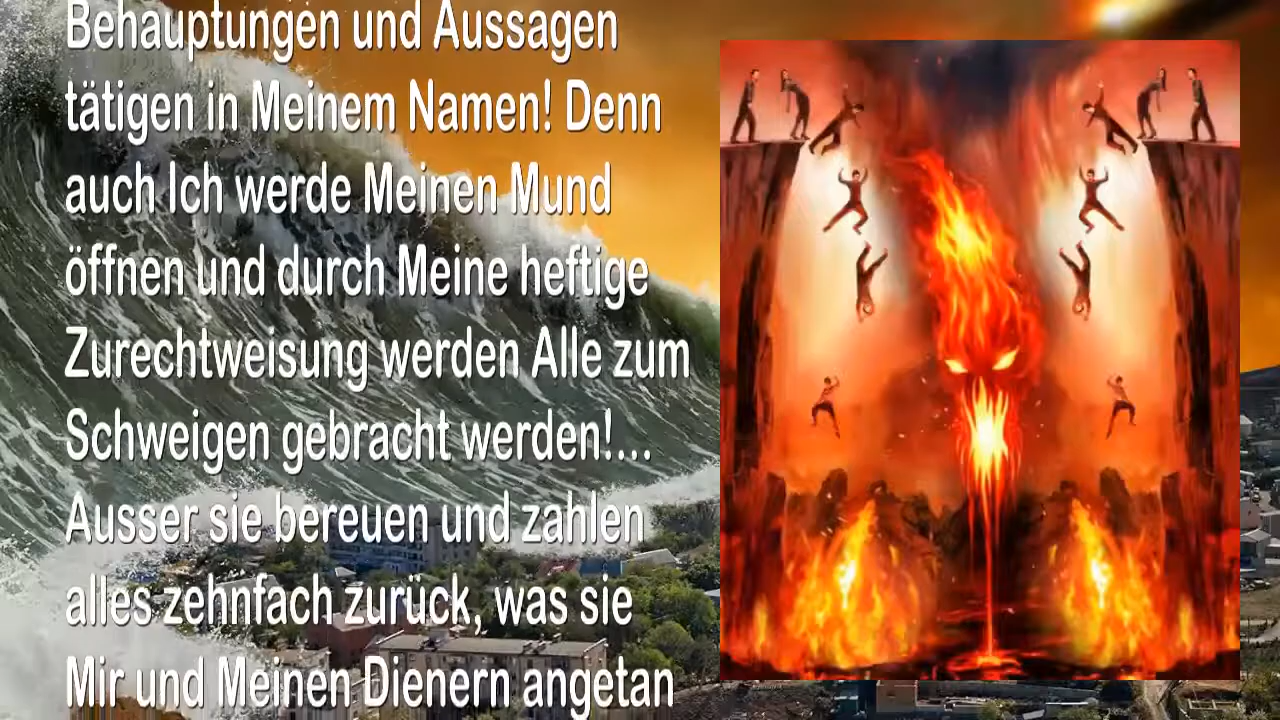 Behauptungen und Aussagen
tätigen in Meinem Namen! Denn
auch Ich werde Meinen Mund
öffnen und durch Meine heftige
Zurechtweisung werden Alle zum
Schweigen gebracht werden!...
Ausser sie bereuen und zahlen
alles zehnfach zurück, was sie
Mir und Meinen Dienern angetan